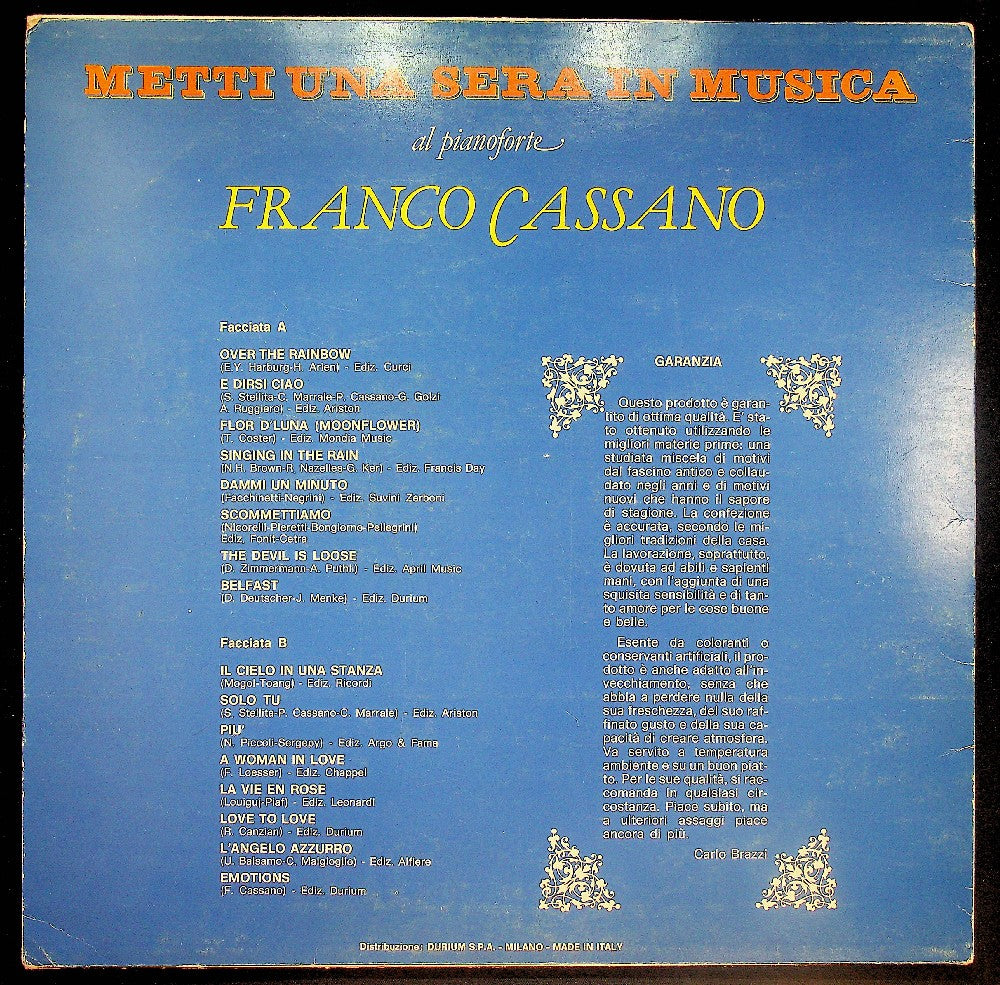 METTI UNA SERA IN MUSICA
al pianoforte
FRANCO CASSANO
Facciata A
OVER THE RAINBOW
(E.Y. Harburg-H. Arlen) - Ediz. Curci
E DIRSI CIAO
(S. Stellita-C. Marrale-P. Cassano-G. Golzi
A. Ruggiero) - Ediz. Ariston
FLOR D'LUNA (MOONFLOWER)
(T. Coster) - Ediz. Mondia Music
SINGING IN THE RAIN
(N.H. Brown-R. Nazelles-G. Ker) - Ediz. Francis Day
DAMMI UN MINUTO
(Facchinetti-Negrini) - Ediz. Suvini Zerboni
SCOMMETTIAMO
(Nicorelli-Pieretti-Bongiorno-Pellegrini)
Ediz. Fonit-Cetra
THE DEVIL IS LOOSE
(D. Zimmermann-A. Puthli) - Ediz. April Music
BELFAST
(D. Deutscher-J. Menke) - Ediz. Durium
Facciata B
IL CIELO IN UNA STANZA
(Mogol-Toang) - Ediz. Ricordi
SOLO TU
(S. Stellita-P. Cassano-C. Marrale) - Ediz. Ariston
PIU'
(N. Piccoli-Sergepy) - Ediz. Argo & Fama
A WOMAN IN LOVE
(F. Loesser) - Ediz. Chappel
LA VIE EN ROSE
(Louiguj-Piaf) - Ediz. Leonardi
LOVE TO LOVE
(R. Canzian) - Ediz. Durium
L'ANGELO AZZURRO
(U. Balsamo-C. Malgioglio) - Ediz. Alfiere
EMOTIONS
(F. Cassano) - Ediz. Durium
GARANZIA
Questo prodotto è garan-
tito di ottima qualità. E' sta-
to ottenuto utilizzando le
migliori materie prime: una
studiata miscela di motivi
dal fascino antico e collau-
dato negli anni e di motivi
nuovi che hanno il sapore
di stagione. La confezione
è accurata, secondo le mi-
gliori tradizioni della casa.
La lavorazione, soprattutto,
è dovuta ad abili e sapienti
mani, con l'aggiunta di una
squisita sensibilità e di tan-
to amore per le cose buone
e belle.
Esente da coloranti o
conservanti artificiali, il pro-
dotto è anche adatto all'in-
vecchiamento, senza che
abbia a perdere nulla della
sua freschezza, del suo raf-
finato gusto e della sua ca-
pacità di creare atmosfera.
Va servito a temperatura
ambiente e su un buon piat-
to. Per le sue qualità, si rac-
comanda in qualsiasi cir-
costanza. Piace subito, ma
a ulteriori assaggi piace
ancora di più.
Carlo Brazzi
Distribuzione: DURIUM S.P.A. - MILANO - MADE IN ITALY